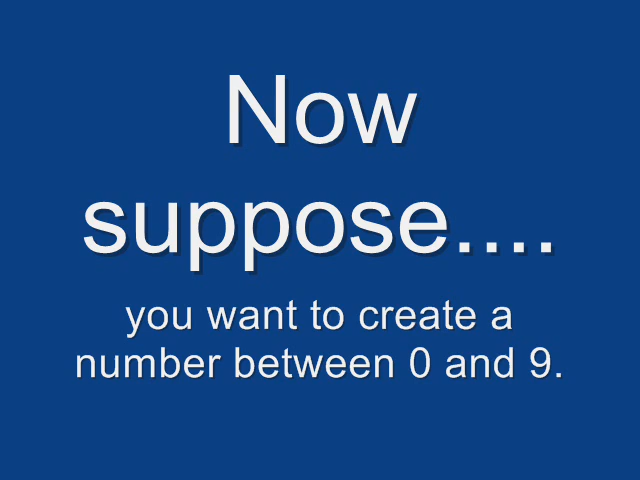 Now
suppose....
you want to create a
number between 0 and 9.